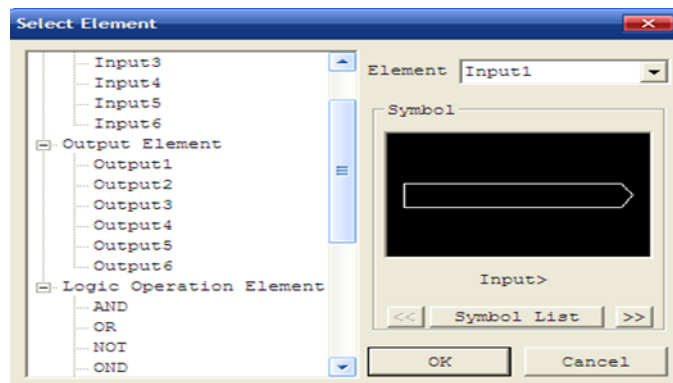 Select Element
Input3
Input4
Input5
Input6
Output Element
Output1
Output2
Output3
Output4
Output5
Output6
Logic Operation Element
AND
OR
NOT
OND
Element Input1
Symbol
Input>
<< Symbol List >>
OK Cancel